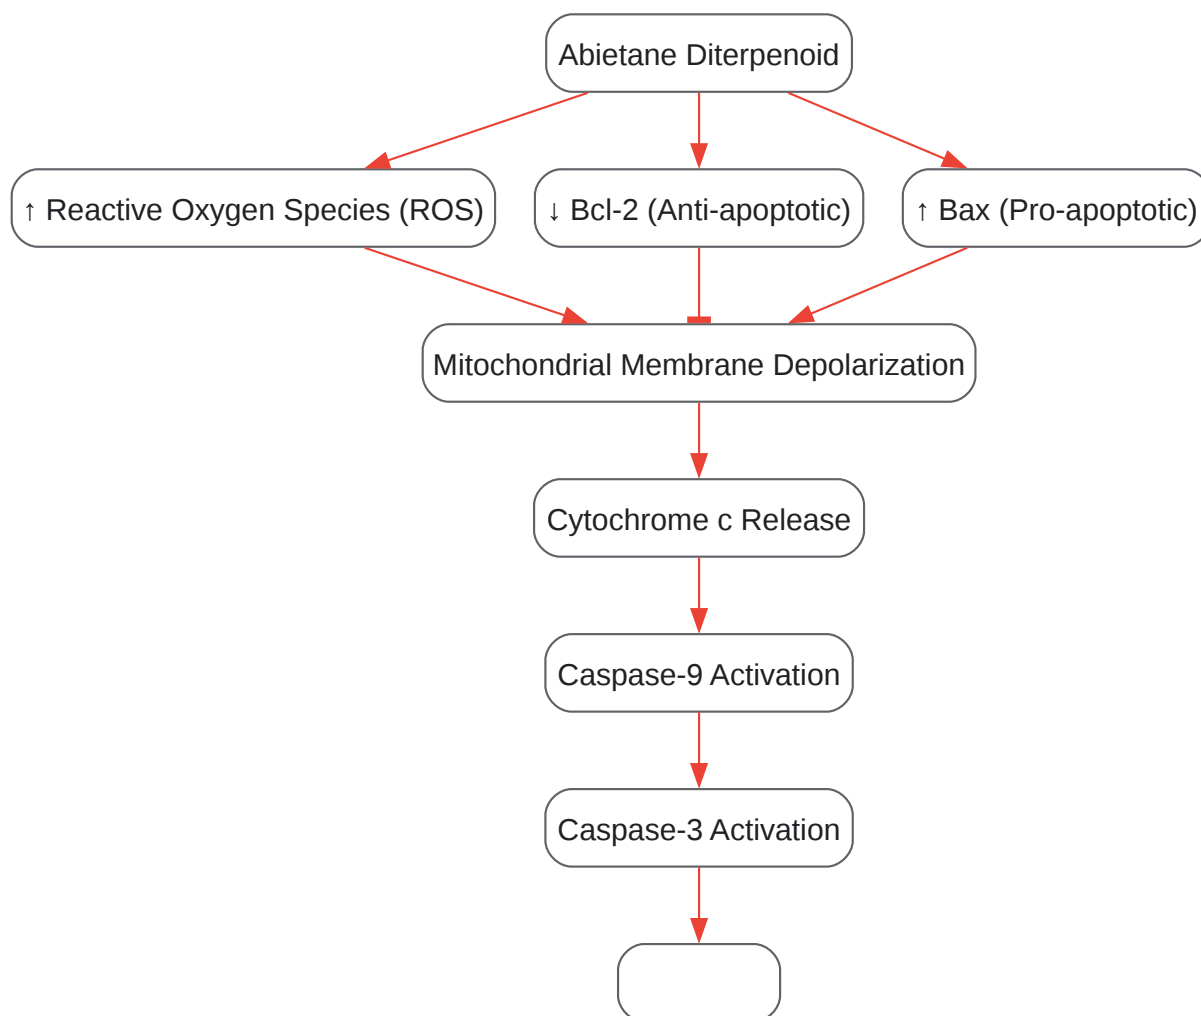 Abietane Diterpenoid
↑ Reactive Oxygen Species (ROS)
↓ Bcl-2 (Anti-apoptotic)
↑ Bax (Pro-apoptotic)
Mitochondrial Membrane Depolarization
Cytochrome c Release
Caspase-9 Activation
Caspase-3 Activation